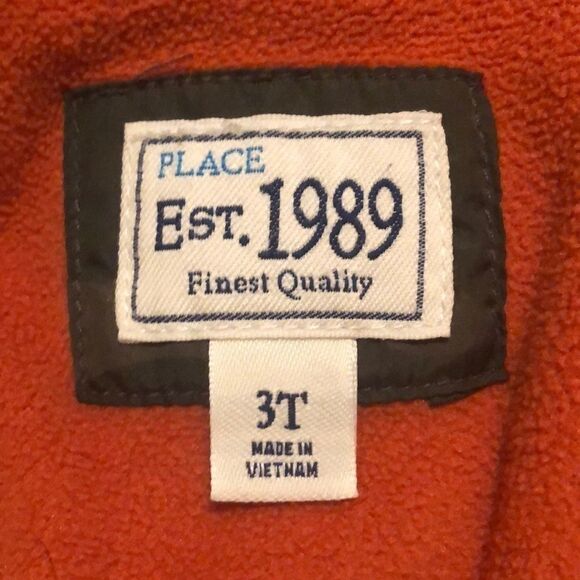 PLACE
EST. 1989
Finest Quality
3T
MADE IN
VIETNAM